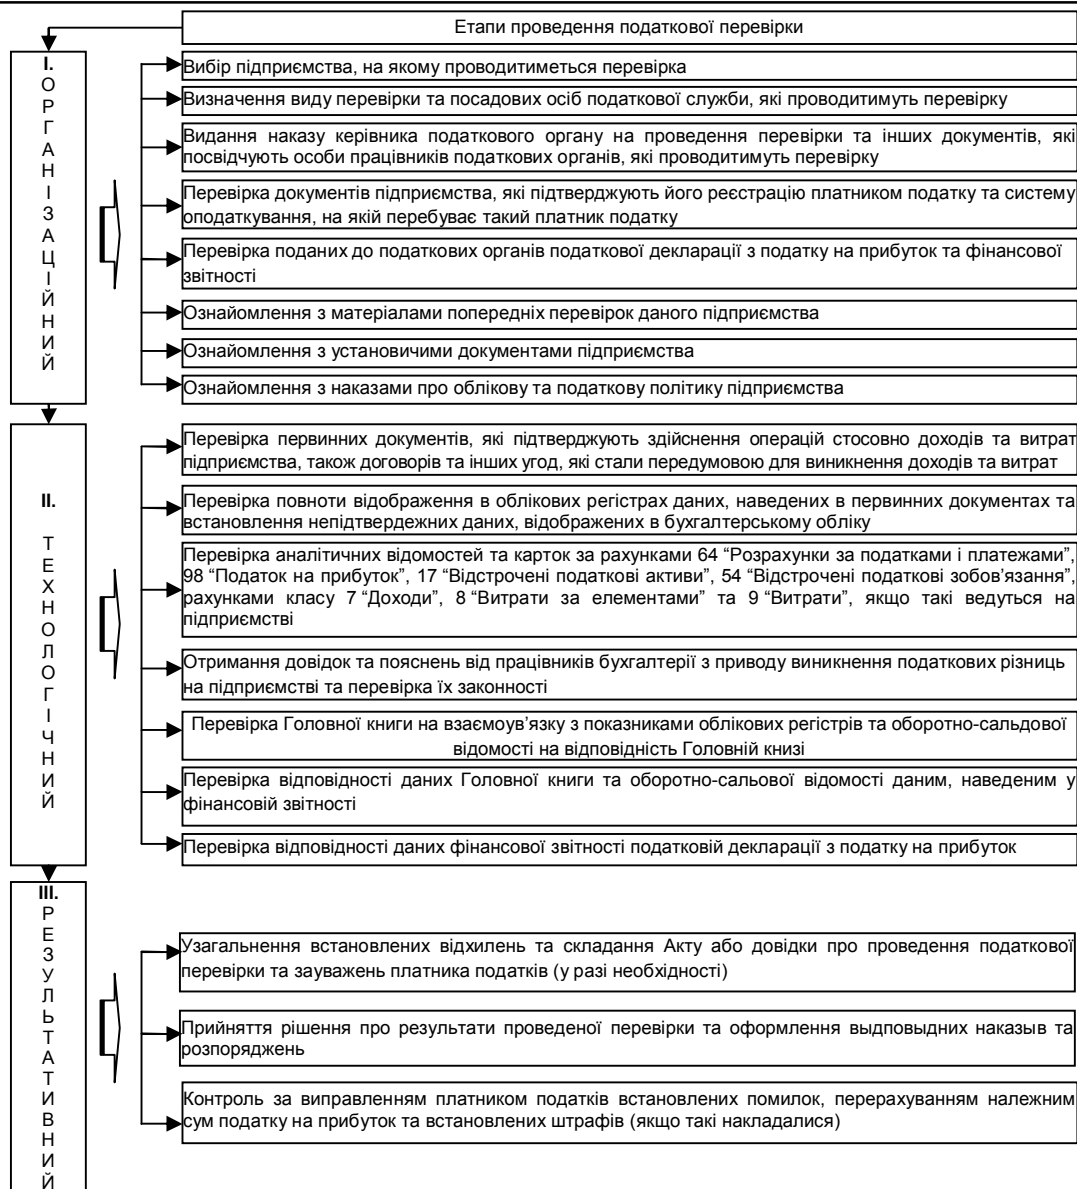 Етапи проведення податкової перевірки
І.
ОРГАНІЗАЦІЙНИЙ
Вибір підприємства, на якому проводитиметься перевірка
Визначення виду перевірки та посадових осіб податкової служби, які проводитимуть перевірку
Видання наказу керівника податкового органу на проведення перевірки та інших документів, які
посвідчують особи працівників податкових органів, які проводитимуть перевірку
Перевірка документів підприємства, які підтверджують його реєстрацію платником податку та систему
оподаткування, на якій перебуває такий платник податку
Перевірка поданих до податкових органів податкової декларації з податку на прибуток та фінансової
звітності
Ознайомлення з матеріалами попередніх перевірок даного підприємства
Ознайомлення з установичими документами підприємства
Ознайомлення з наказами про облікову та податкову політику підприємства
ІІ.
ТЕХНОЛОГІЧНИЙ
Перевірка первинних документів, які підтверджують здійснення операцій стосовно доходів та витрат
підприємства, також договорів та інших угод, які стали передумовою для виникнення доходів та витрат
Перевірка повноти відображення в облікових регістрах даних, наведених в первинних документах та
встановлення непідтвердежних даних, відображених в бухгалтерському обліку
Перевірка аналітичних відомостей та карток за рахунками 64 “Розрахунки за податками і платежами”,
98 “Податок на прибуток”, 17 “Відстрочені податкові активи”, 54 “Відстрочені податкові зобов’язання”,
рахунками класу 7 “Доходи”, 8 “Витрати за елементами” та 9 “Витрати”, якщо такі ведуться на
підприємстві
Отримання довідок та пояснень від працівників бухгалтерії з приводу виникнення податкових різниць
на підприємстві та перевірка їх законності
Перевірка Головної книги на взаємоув’язку з показниками облікових регістрів та оборотно-сальдової
відомості на відповідність Головній книзі
Перевірка відповідності даних Головної книги та оборотно-сальової відомості даним, наведеним у
фінансовій звітності
Перевірка відповідності даних фінансової звітності податковій декларації з податку на прибуток
ІІІ.
РЕЗУЛЬТАТИВНИЙ
Узагальнення встановлених відхилень та складання Акту або довідки про проведення податкової
перевірки та зауважень платника податків (у разі необхідності)
Прийняття рішення про результати проведеної перевірки та оформлення выдповыдних наказыв та
розпоряджень
Контроль за виправленням платником податків встановлених помилок, перерахуванням належним
сум податку на прибуток та встановлених штрафів (якщо такі накладалися)